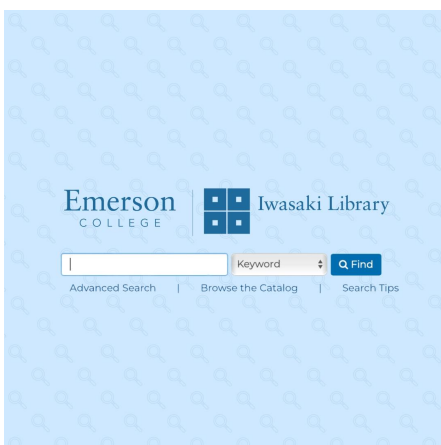 Emerson
COLLEGE
Iwasaki Library
Keyword
Find
Advanced Search | Browse the Catalog | Search Tips